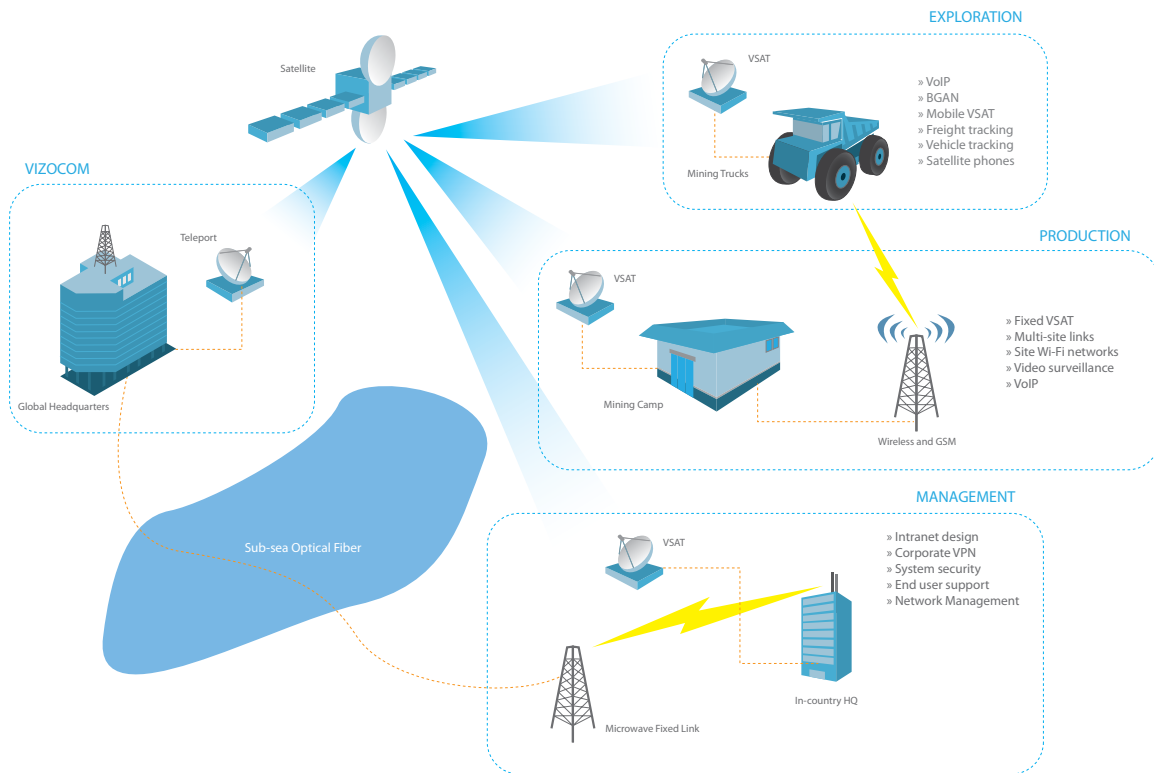 EXPLORATION
Satellite
VSAT
» VoIP
» BGAN
» Mobile VSAT
» Freight tracking
» Vehicle tracking
» Satellite phones
Mining Trucks
VIZOCOM
Teleport
Global Headquarters
PRODUCTION
VSAT
» Fixed VSAT
» Multi-site links
» Site Wi-Fi networks
» Video surveillance
» VoIP
Mining Camp
Wireless and GSM
Sub-sea Optical Fiber
MANAGEMENT
VSAT
» Intranet design
» Corporate VPN
» System security
» End user support
» Network Management
In-country HQ
Microwave Fixed Link